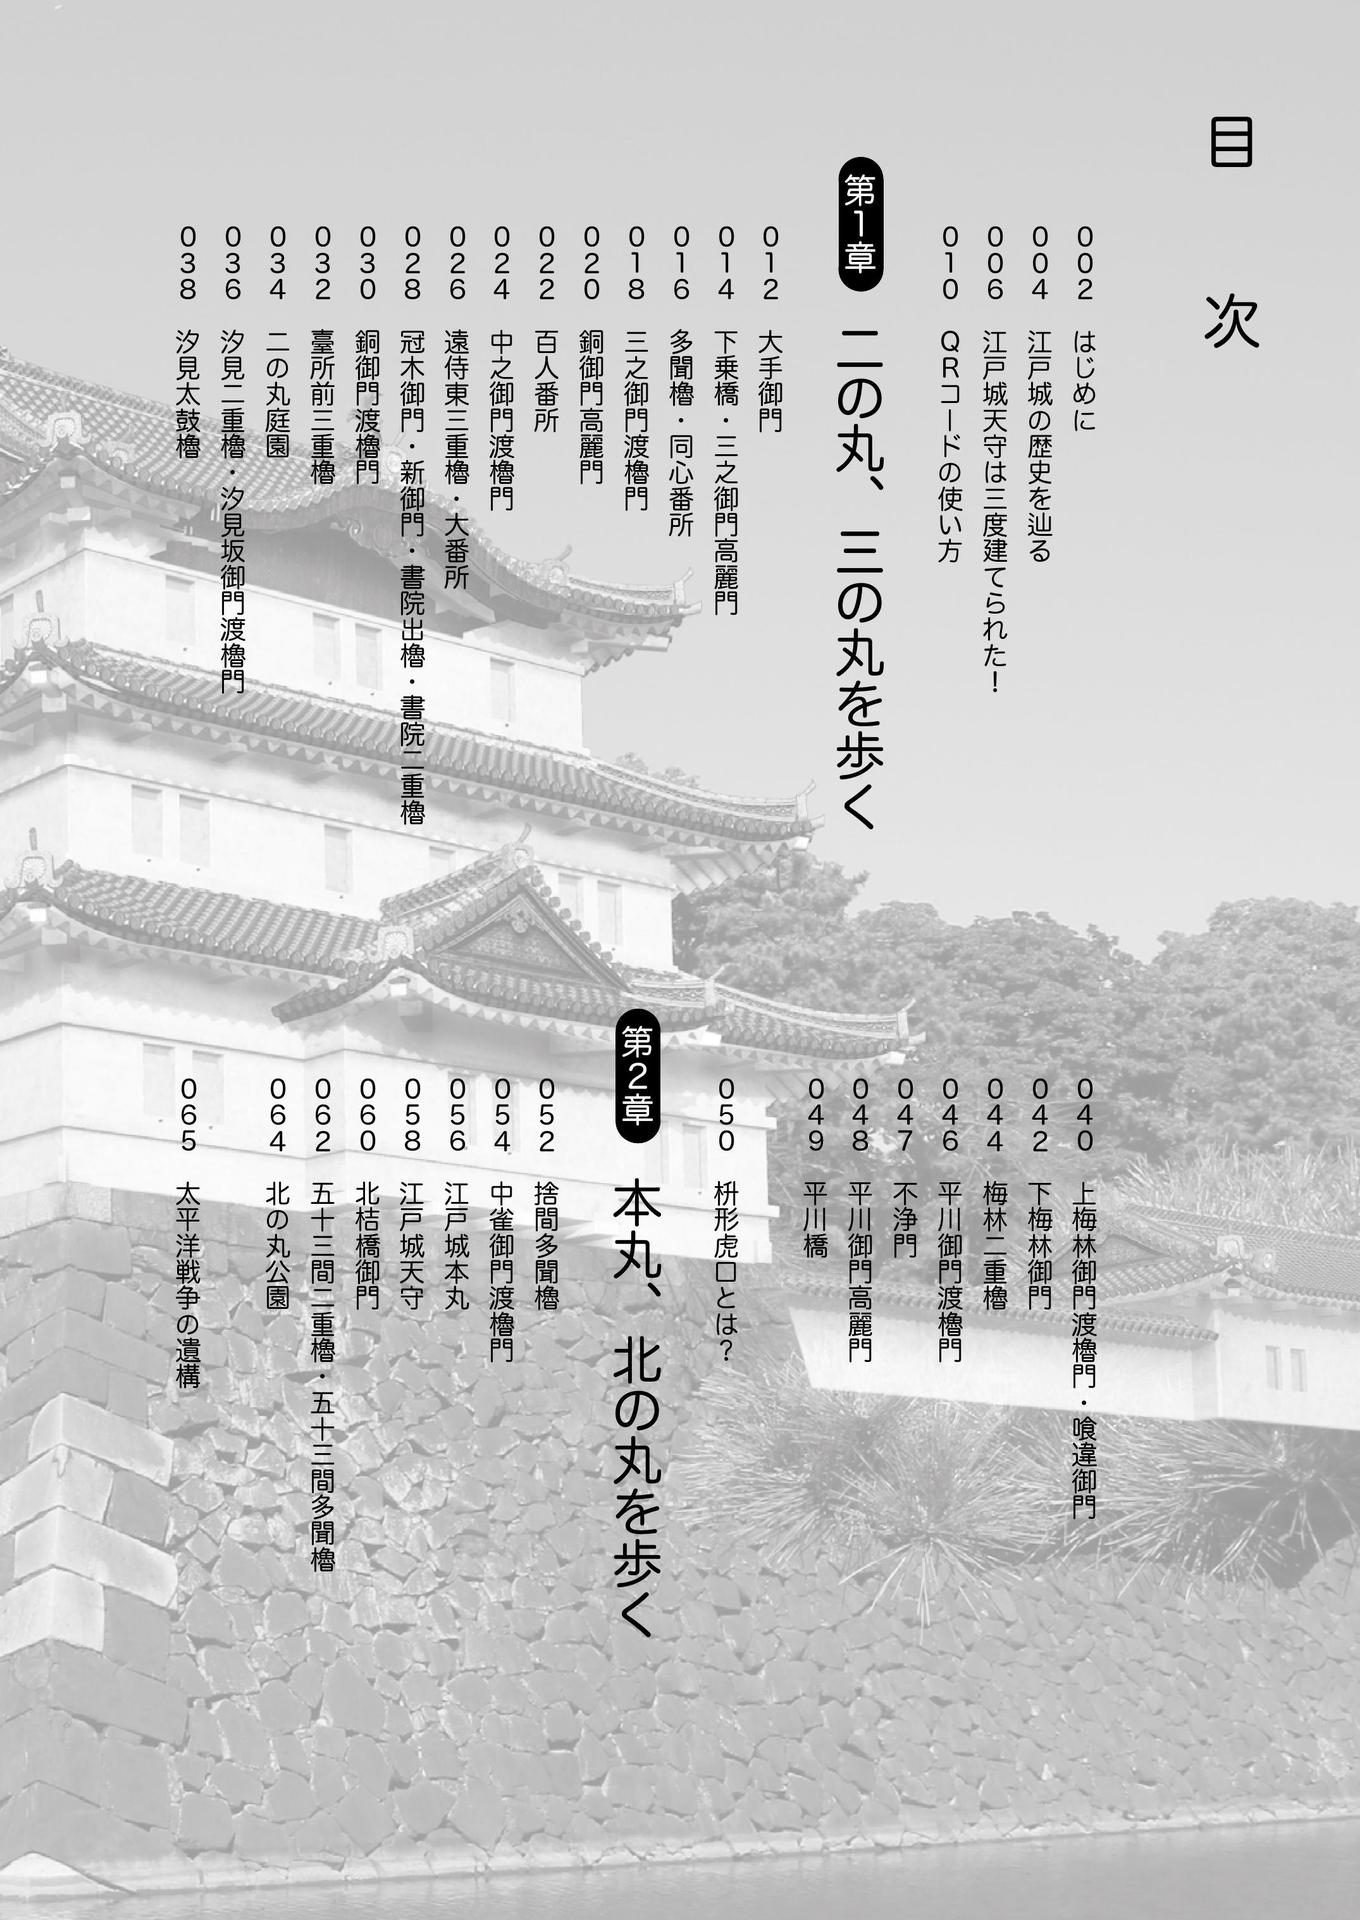 目次
002 はじめに
004 江戸城の歴史を辿る
006 江戸城天守は三度建てられた！
010 QRコードの使い方
第1章 二の丸、三の丸を歩く
012 大手御門
014 下乗橋・三之御門高麗門
016 多聞櫓・同心番所
018 三之御門渡櫓門
020 銅御門高麗門
022 百人番所
024 中之御門渡櫓門
026 遠侍東三重櫓・大番所
028 冠木御門・新御門・書院出櫓・書院二重櫓
030 銅御門渡櫓門
032 臺所前三重櫓
034 二の丸庭園
036 汐見二重櫓・汐見坂御門渡櫓門
038 汐見太鼓櫓
040 上梅林御門渡櫓門・喰違御門
042 下梅林御門
044 梅林二重櫓
046 平川御門渡櫓門
047 不浄門
048 平川御門高麗門
049 平川橋
050 枡形虎口とは？
第2章 本丸、北の丸を歩く
052 捨間多聞櫓
054 中雀御門渡櫓門
056 江戸城本丸
058 江戸城天守
060 北桔橋御門
062 五十三間二重櫓・五十三間多聞櫓
064 北の丸公園
065 太平洋戦争の遺構